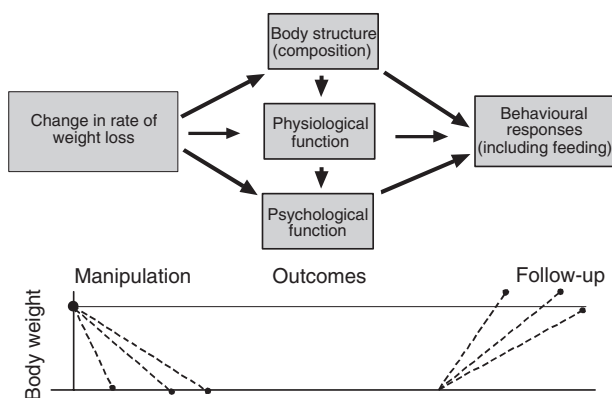 Body structure
(composition)
Change in rate of
weight loss
Physiological
function
Behavioural
responses
(including feeding)
Psychological
function
Manipulation
Outcomes
Follow-up
Body weight